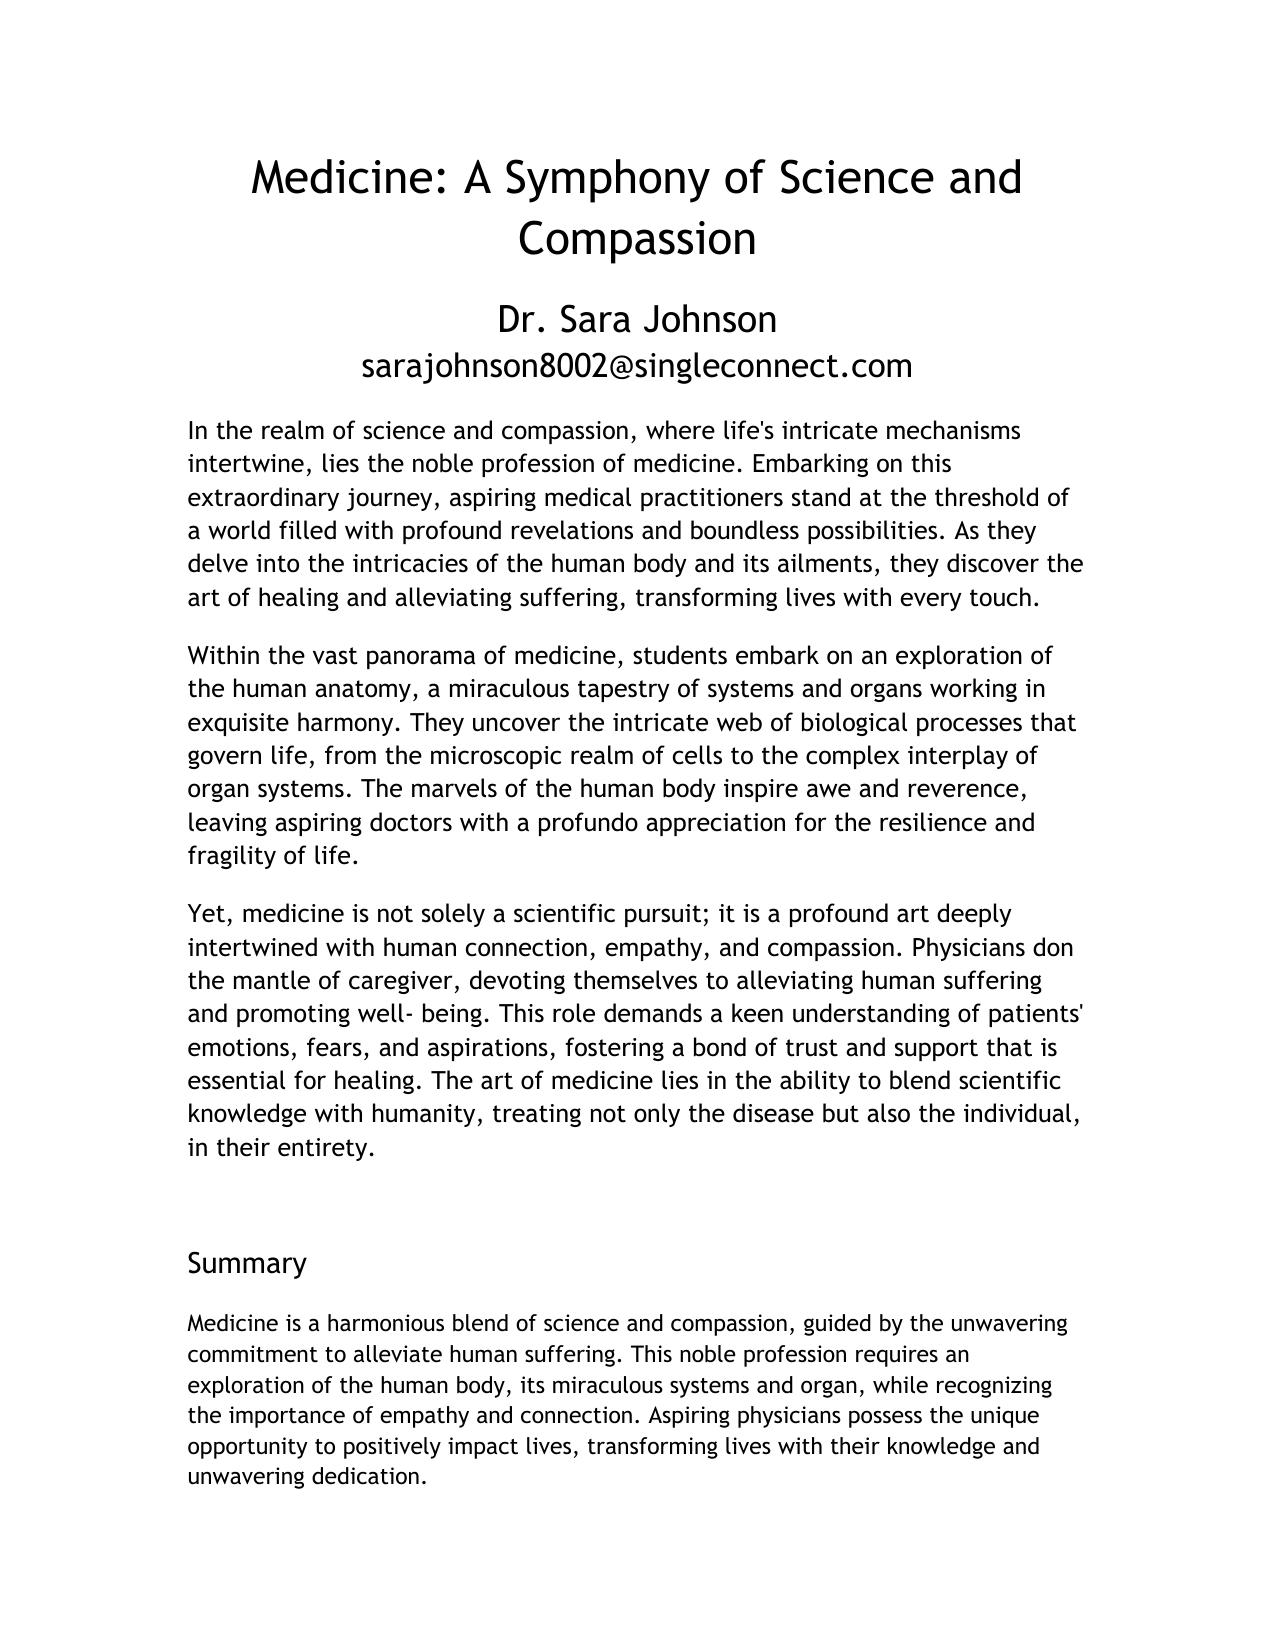 Medicine: A Symphony of Science and
Compassion
Dr. Sara Johnson
sarajohnson8002@singleconnect.com
In the realm of science and compassion, where life's intricate mechanisms
intertwine, lies the noble profession of medicine. Embarking on this
extraordinary journey, aspiring medical practitioners stand at the threshold of
a world filled with profound revelations and boundless possibilities. As they
delve into the intricacies of the human body and its ailments, they discover the
art of healing and alleviating suffering, transforming lives with every touch.
Within the vast panorama of medicine, students embark on an exploration of
the human anatomy, a miraculous tapestry of systems and organs working in
exquisite harmony. They uncover the intricate web of biological processes that
govern life, from the microscopic realm of cells to the complex interplay of
organ systems. The marvels of the human body inspire awe and reverence,
leaving aspiring doctors with a profundo appreciation for the resilience and
fragility of life.
Yet, medicine is not solely a scientific pursuit; it is a profound art deeply
intertwined with human connection, empathy, and compassion. Physicians don
the mantle of caregiver, devoting themselves to alleviating human suffering
and promoting well- being. This role demands a keen understanding of patients'
emotions, fears, and aspirations, fostering a bond of trust and support that is
essential for healing. The art of medicine lies in the ability to blend scientific
knowledge with humanity, treating not only the disease but also the individual,
in their entirety.
Summary
Medicine is a harmonious blend of science and compassion, guided by the unwavering
commitment to alleviate human suffering. This noble profession requires an
exploration of the human body, its miraculous systems and organ, while recognizing
the importance of empathy and connection. Aspiring physicians possess the unique
opportunity to positively impact lives, transforming lives with their knowledge and
unwavering dedication.